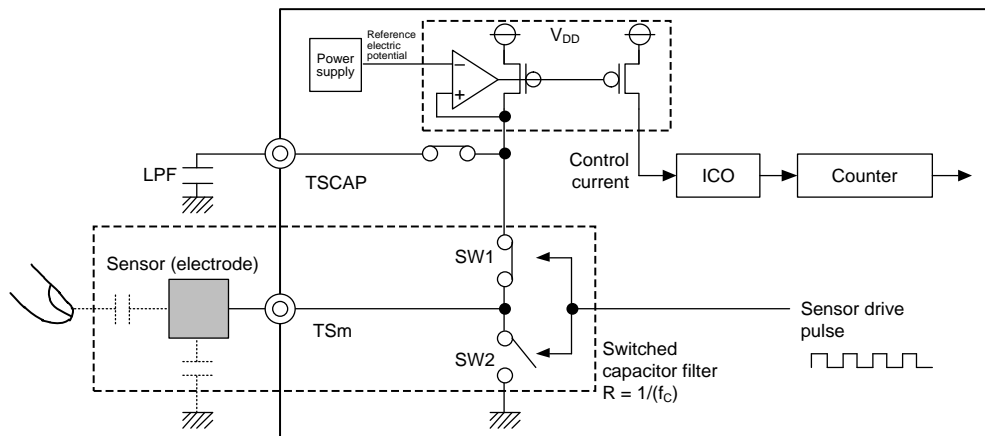 Reference
electric
potential
Power
supply
V_DD
−
+
LPF
TSCAP
Control
current
ICO
Counter
Sensor (electrode)
SW1
TSm
SW2
Sensor drive
pulse
Switched
capacitor filter
R = 1/(f_C)